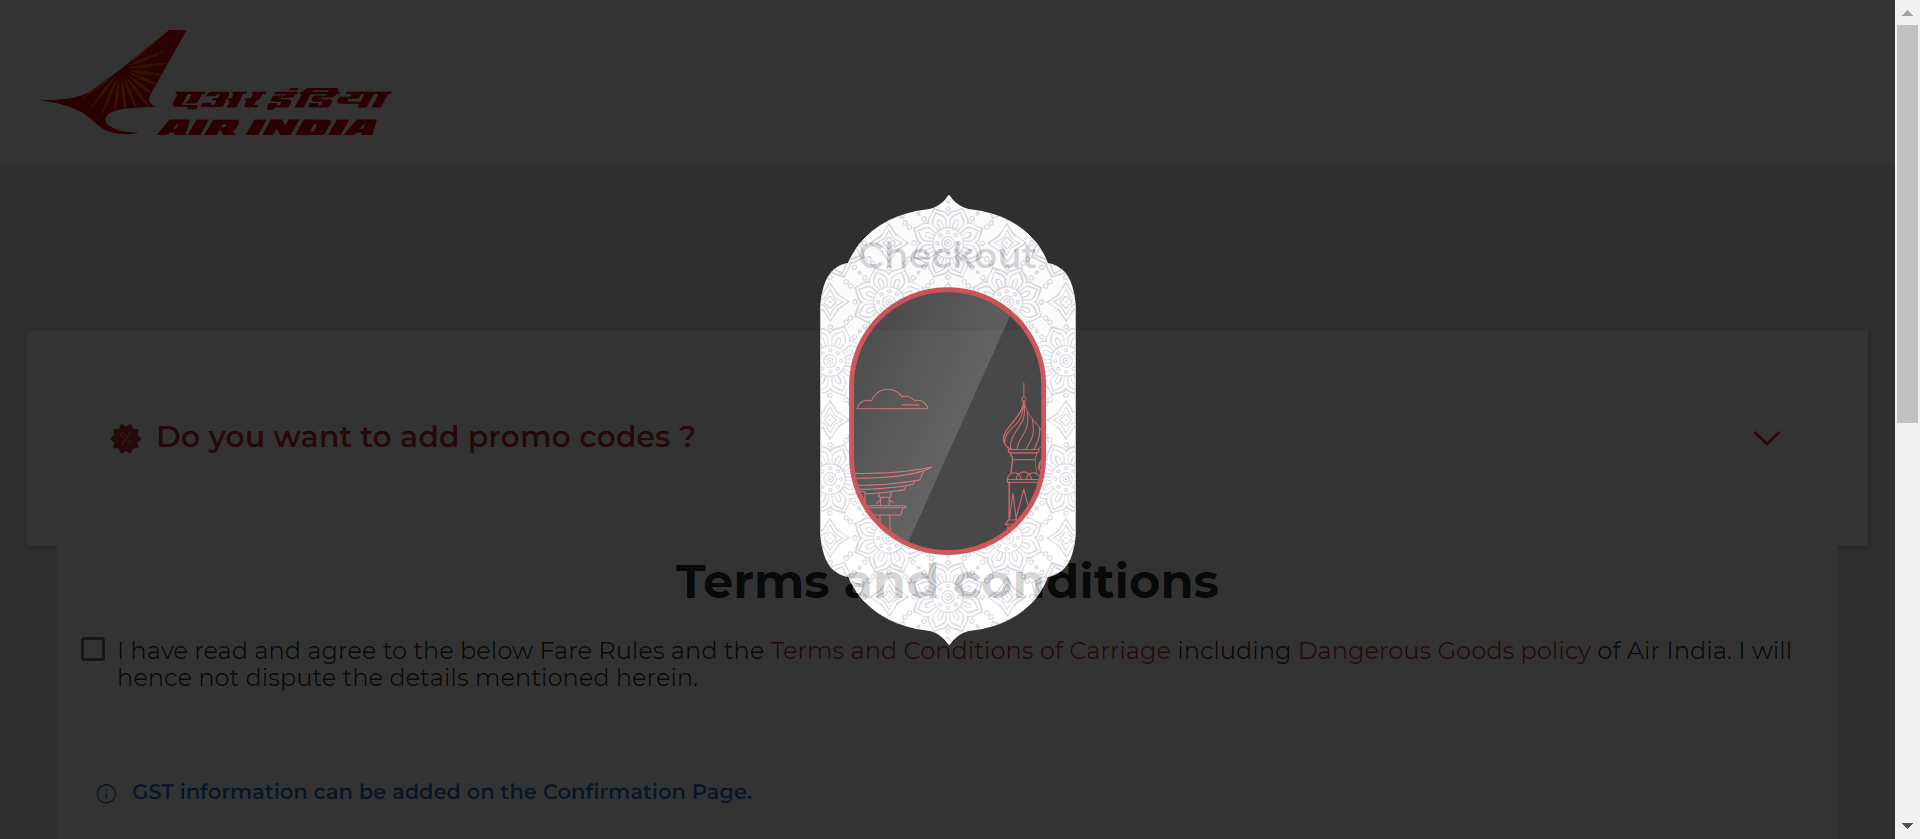 एअर इंडिया
AIR INDIA
Checkout
Do you want to add promo codes ?
Terms and conditions
I have read and agree to the below Fare Rules and the Terms and Conditions of Carriage including Dangerous Goods policy of Air India. I will
hence not dispute the details mentioned herein.
GST information can be added on the Confirmation Page.